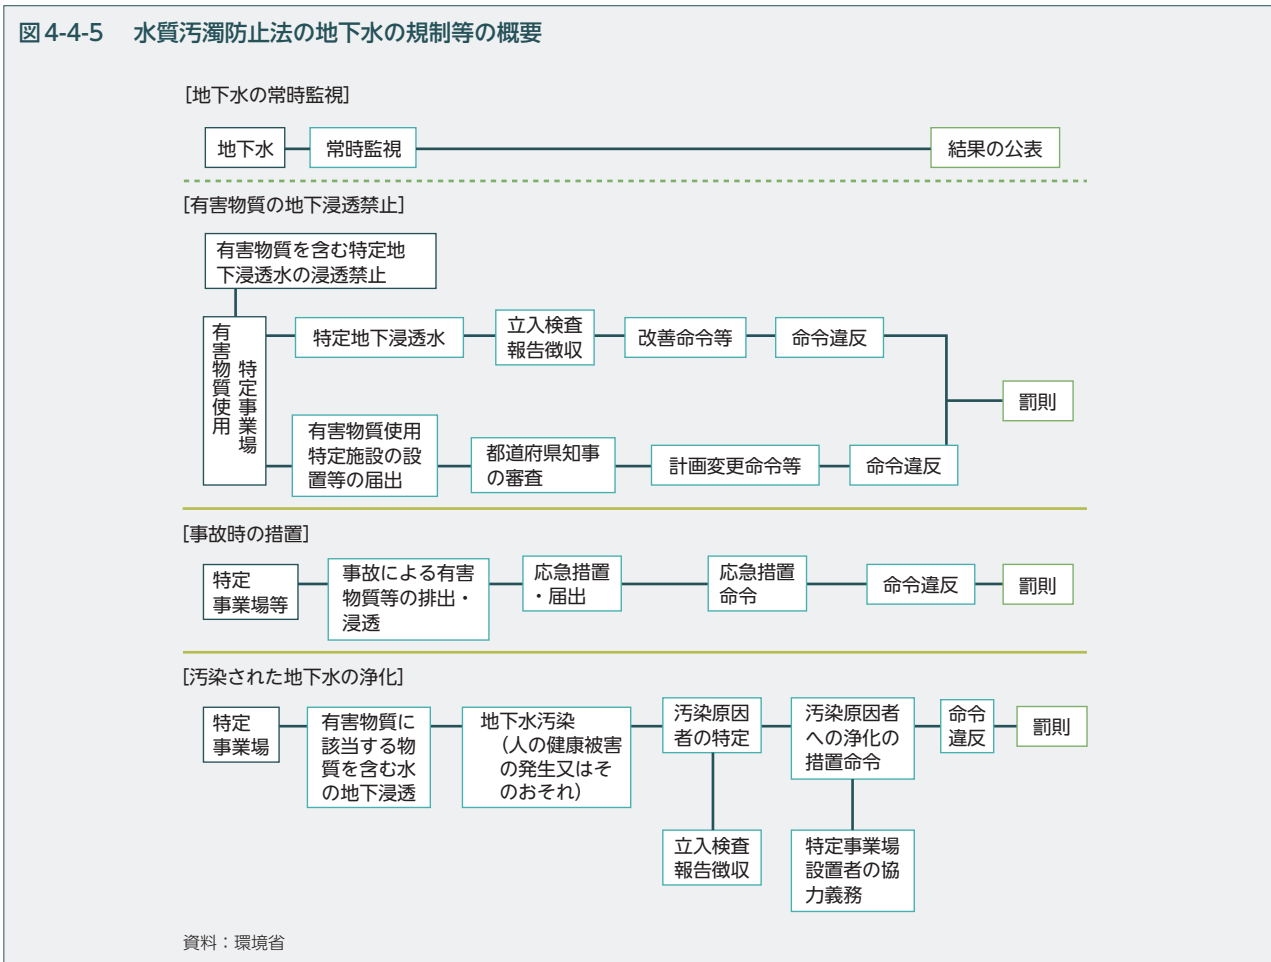 図4-4-5 水質汚濁防止法の地下水の規制等の概要
[地下水の常時監視]
地下水
常時監視
結果の公表
[有害物質の地下浸透禁止]
有害物質を含む特定地
下浸透水の浸透禁止
有害物質使用
特定事業場
特定地下浸透水
立入検査
報告徴収
改善命令等
命令違反
有害物質使用
特定施設の設
置等の届出
都道府県知事
の審査
計画変更命令等
命令違反
罰則
[事故時の措置]
特定
事業場等
事故による有害
物質等の排出・
浸透
応急措置
・届出
応急措置
命令
命令違反
罰則
[汚染された地下水の浄化]
特定
事業場
有害物質に
該当する物
質を含む水
の地下浸透
地下水汚染
（人の健康被害
の発生又はそ
のおそれ）
汚染原因
者の特定
汚染原因者
への浄化の
措置命令
命令
違反
罰則
立入検査
報告徴収
特定事業場
設置者の協
力義務
資料：環境省